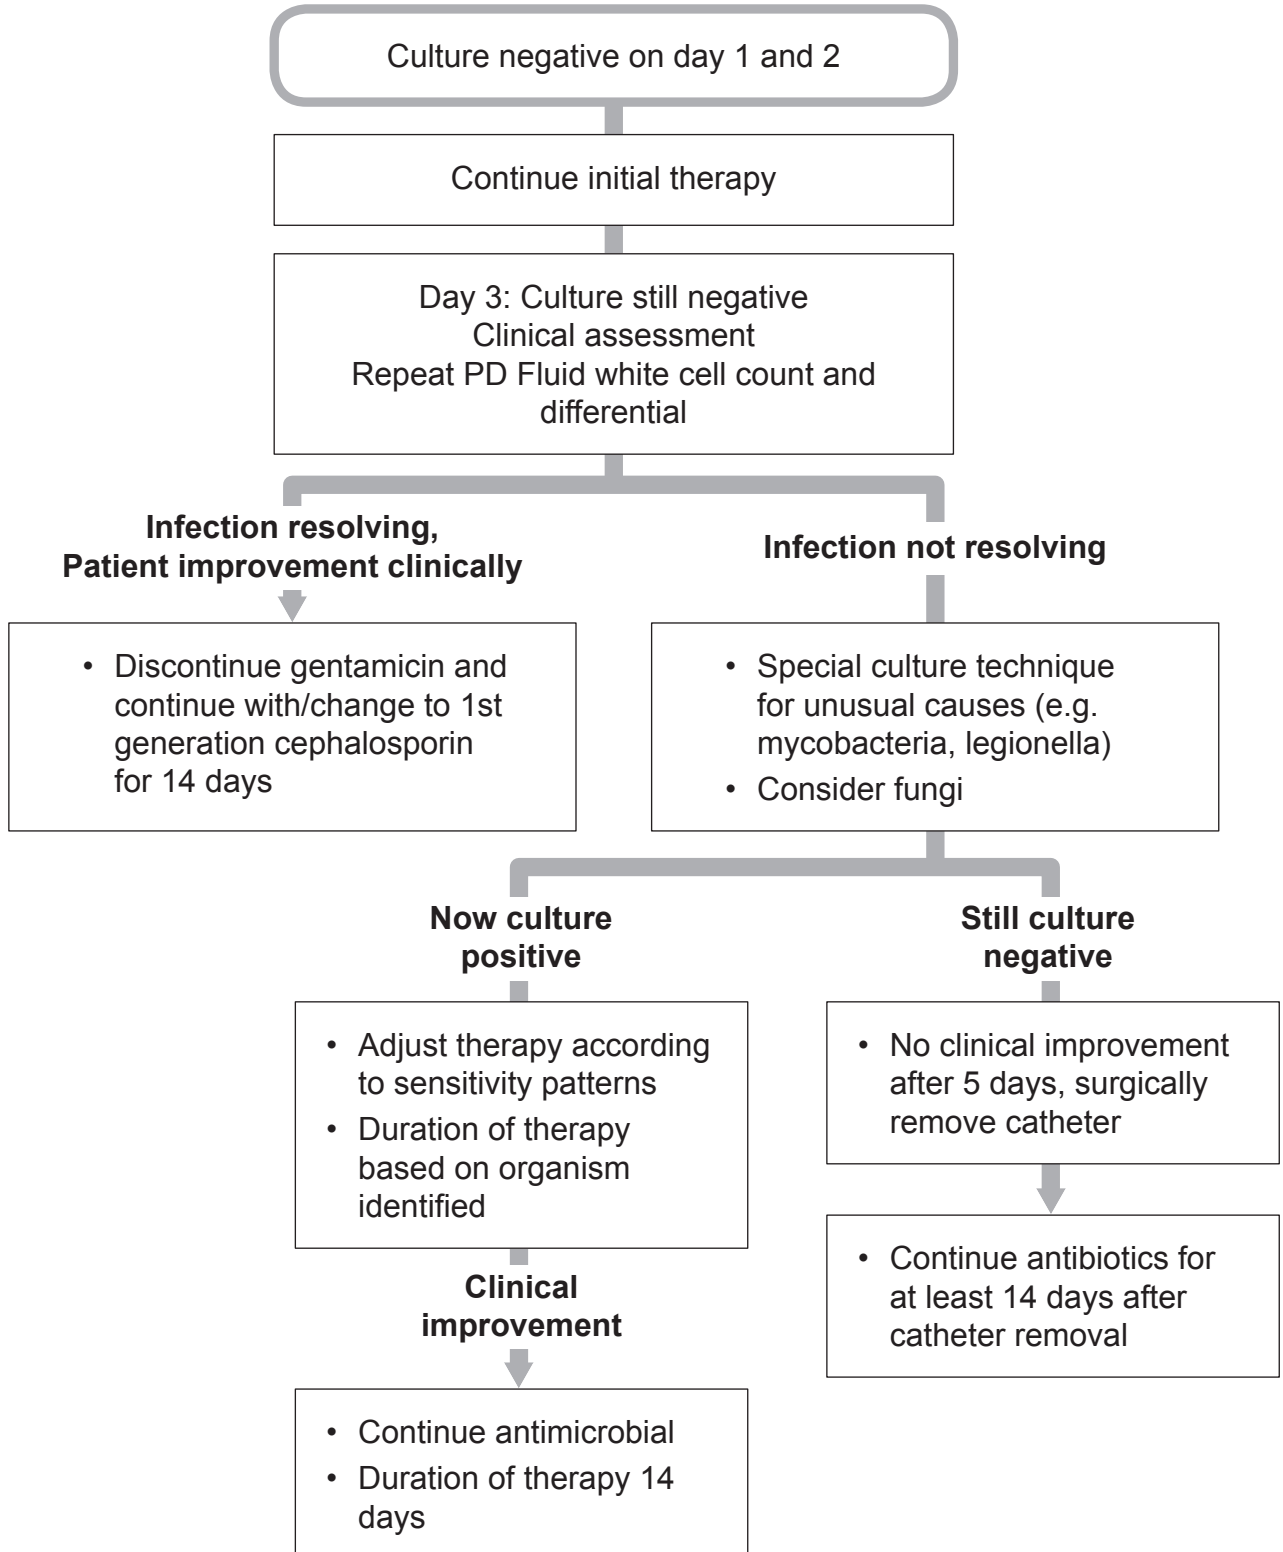 Culture negative on day 1 and 2
Continue initial therapy
Day 3: Culture still negative
Clinical assessment
Repeat PD Fluid white cell count and
differential
Infection resolving,
Patient improvement clinically
Infection not resolving
• Discontinue gentamicin and
continue with/change to 1st
generation cephalosporin
for 14 days
• Special culture technique
for unusual causes (e.g.
mycobacteria, legionella)
• Consider fungi
Now culture
positive
Still culture
negative
• Adjust therapy according
to sensitivity patterns
• Duration of therapy
based on organism
identified
• No clinical improvement
after 5 days, surgically
remove catheter
Clinical
improvement
• Continue antibiotics for
at least 14 days after
catheter removal
• Continue antimicrobial
• Duration of therapy 14
days